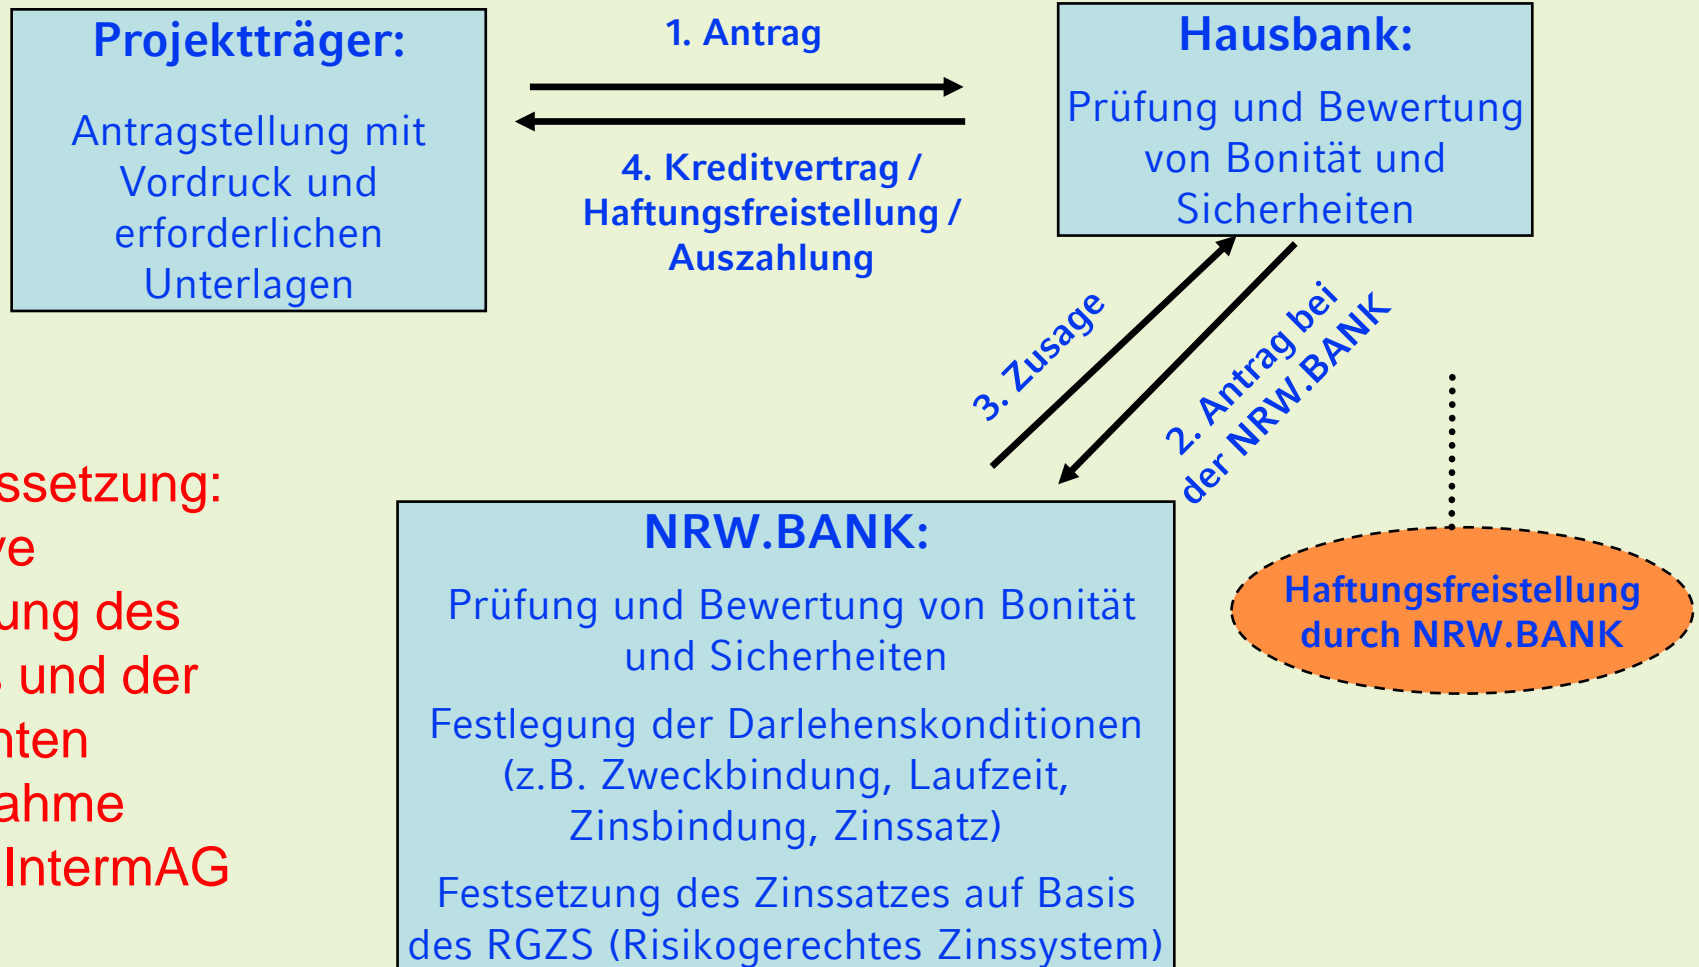 Projektträger:
Antragstellung mit
Vordruck und
erforderlichen
Unterlagen
1. Antrag
4. Kreditvertrag /
Haftungsfreistellung /
Auszahlung
Hausbank:
Prüfung und Bewertung
von Bonität und
Sicherheiten
3. Zusage
2. Antrag bei
der NRW.BANK
ssetzung:
ve
ung des
und der
nten
ahme
IntermAG
NRW.BANK:
Prüfung und Bewertung von Bonität
und Sicherheiten
Festlegung der Darlehenskonditionen
(z.B. Zweckbindung, Laufzeit,
Zinsbindung, Zinssatz)
Festsetzung des Zinssatzes auf Basis
des RGZS (Risikogerechtes Zinssystem)
Haftungsfreistellung
durch NRW.BANK